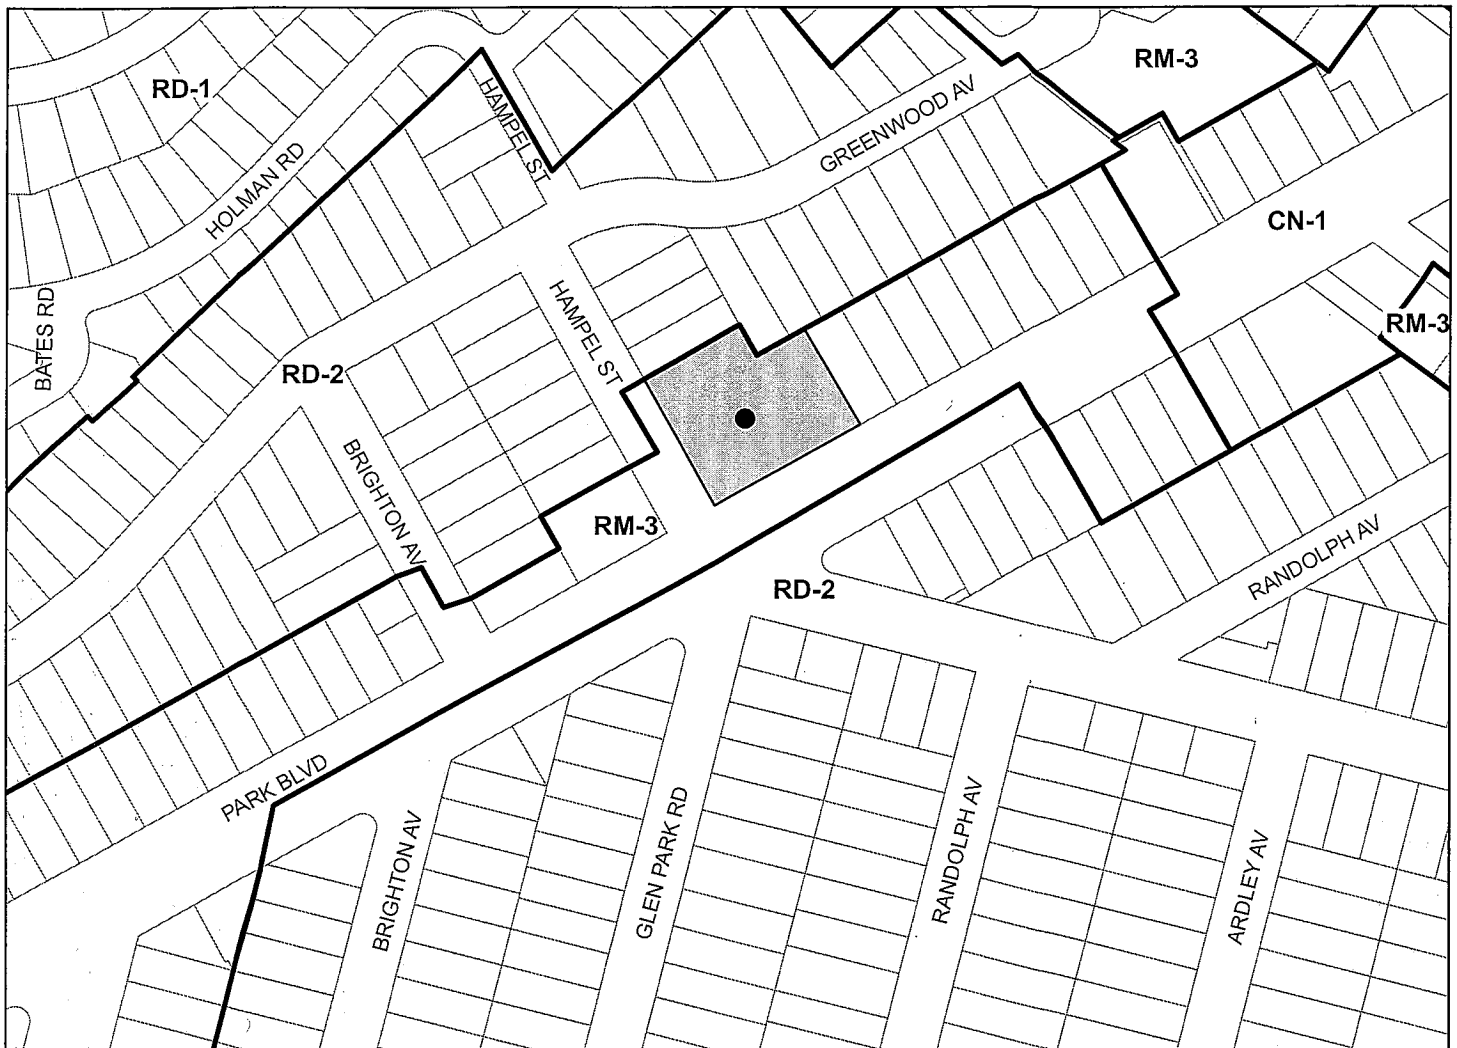 RM-3
RD-1
HAMPEL ST
GREENWOOD AV
HOLMAN RD
CN-1
BATES RD
HAMPEL ST
RM-3
RD-2
BRIGHTON AV
RM-3
RANDOLPH AV
RD-2
PARK BLVD
BRIGHTON AV
GLEN PARK RD
RANDOLPH AV
ARDLEY AV